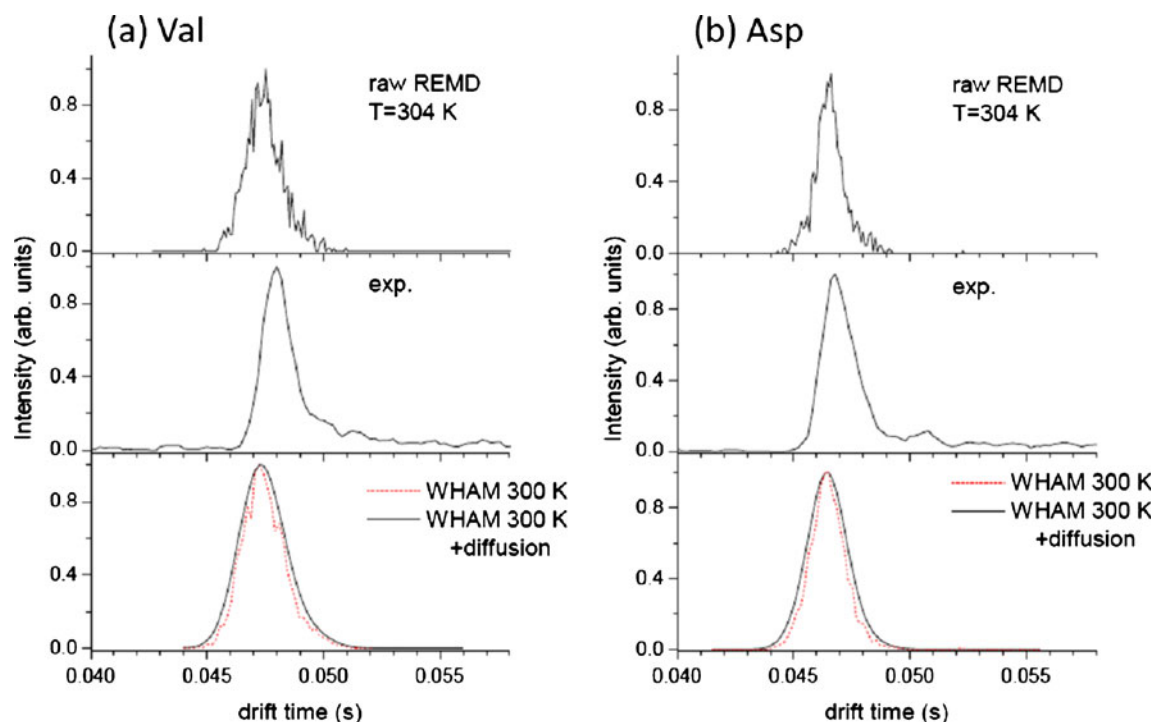 (a) Val
raw REMD
T=304 K
0.8
0.4
0.0
exp.
0.8
0.4
0.0
WHAM 300 K
WHAM 300 K
+diffusion
0.8
0.4
0.0
0.040
0.045
0.050
0.055
drift time (s)
Intensity (arb. units)
(b) Asp
raw REMD
T=304 K
0.8
0.4
0.0
exp.
0.8
0.4
0.0
WHAM 300 K
WHAM 300 K
+diffusion
0.8
0.4
0.0
0.040
0.045
0.050
0.055
drift time (s)
Intensity (arb. units)